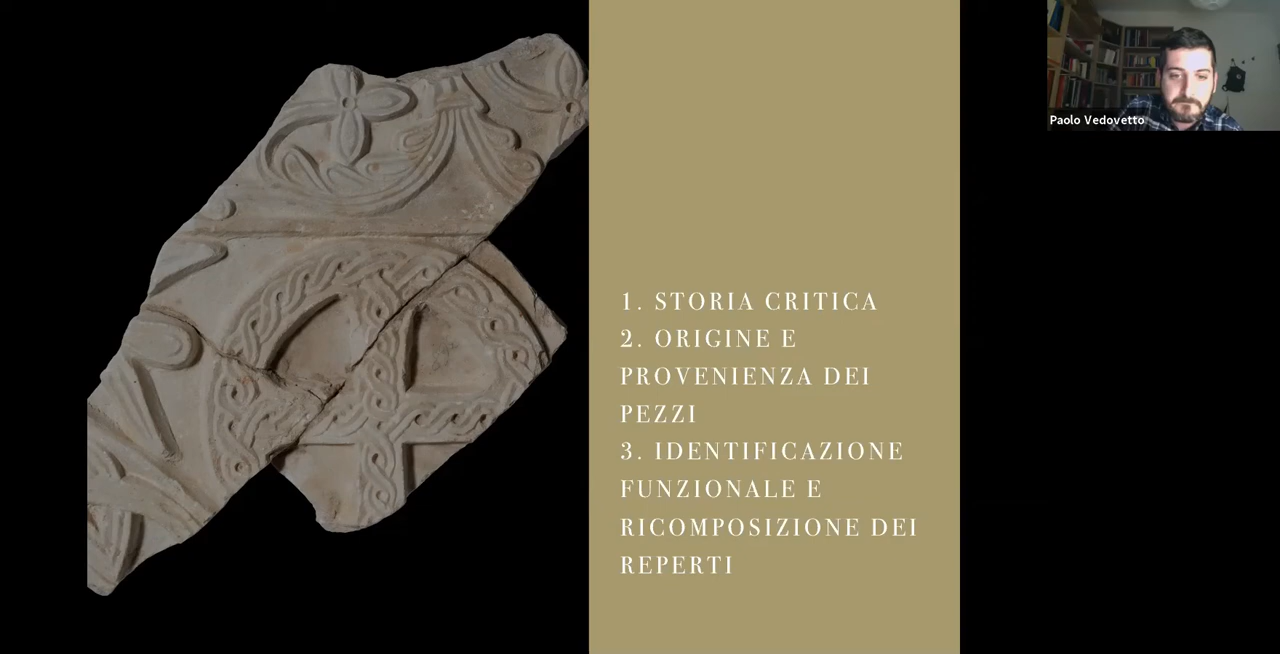 1. STORIA CRITICA
2. ORIGINE E
PROVENIENZA DEI
PEZZI
3. IDENTIFICAZIONE
FUNZIONALE E
RICOMPOSIZIONE DEI
REPERTI
Paolo Vedovetto